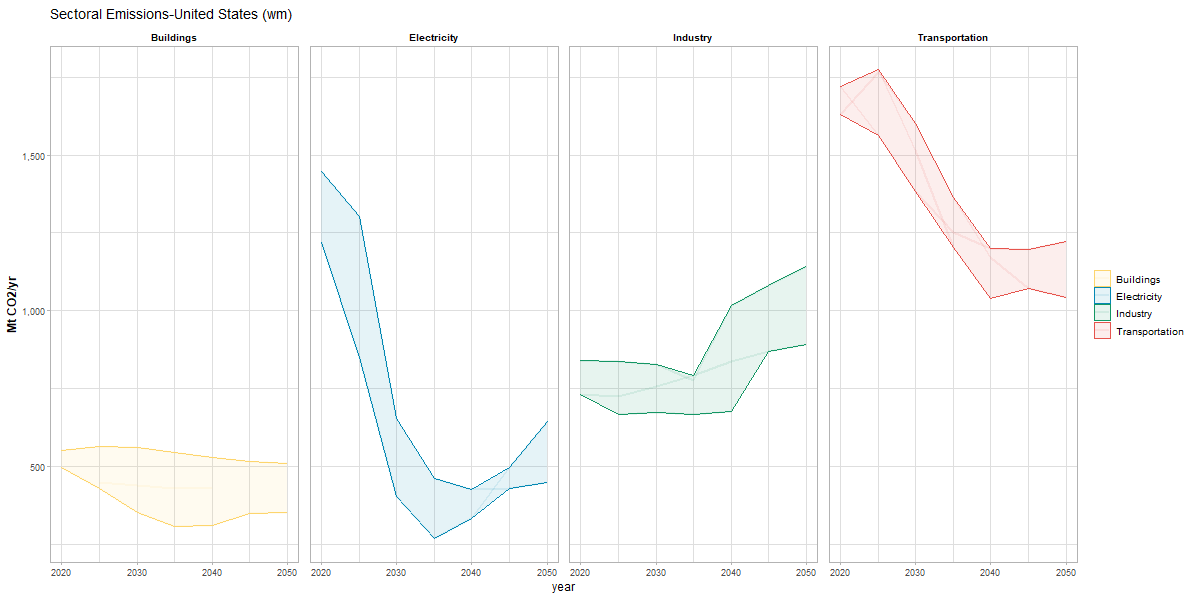 Sectoral Emissions-United States (wm)
Buildings Electricity Industry Transportation
Mt CO2/yr
1,500
1,000
500
2020 2030 2040 2050 2020 2030 2040 2050 2020 2030 2040 2050 2020 2030 2040 2050
year
Buildings
Electricity
Industry
Transportation